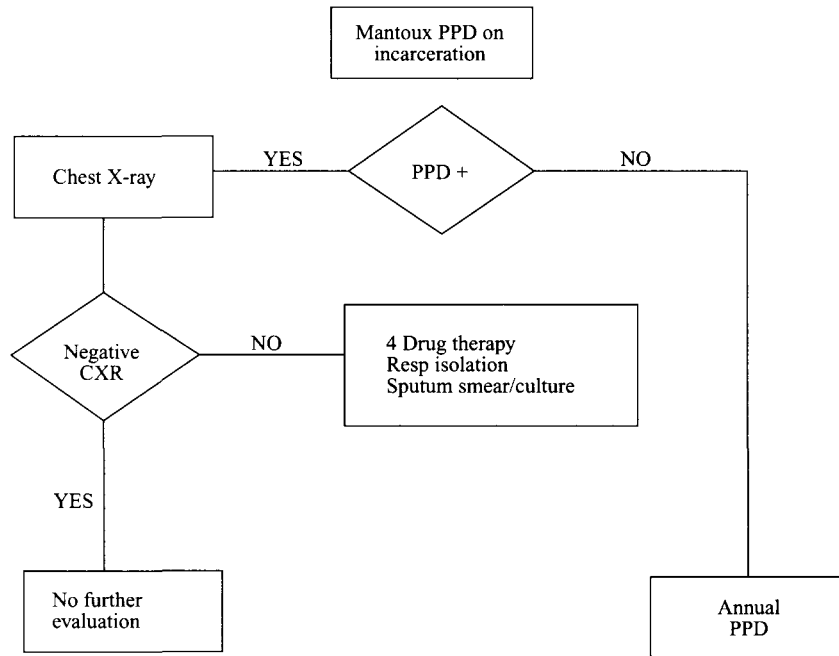 Mantoux PPD on
incarceration
YES
NO
Chest X-ray
PPD +
Negative
CXR
NO
4 Drug therapy
Resp isolation
Sputum smear/culture
YES
No further
evaluation
Annual
PPD